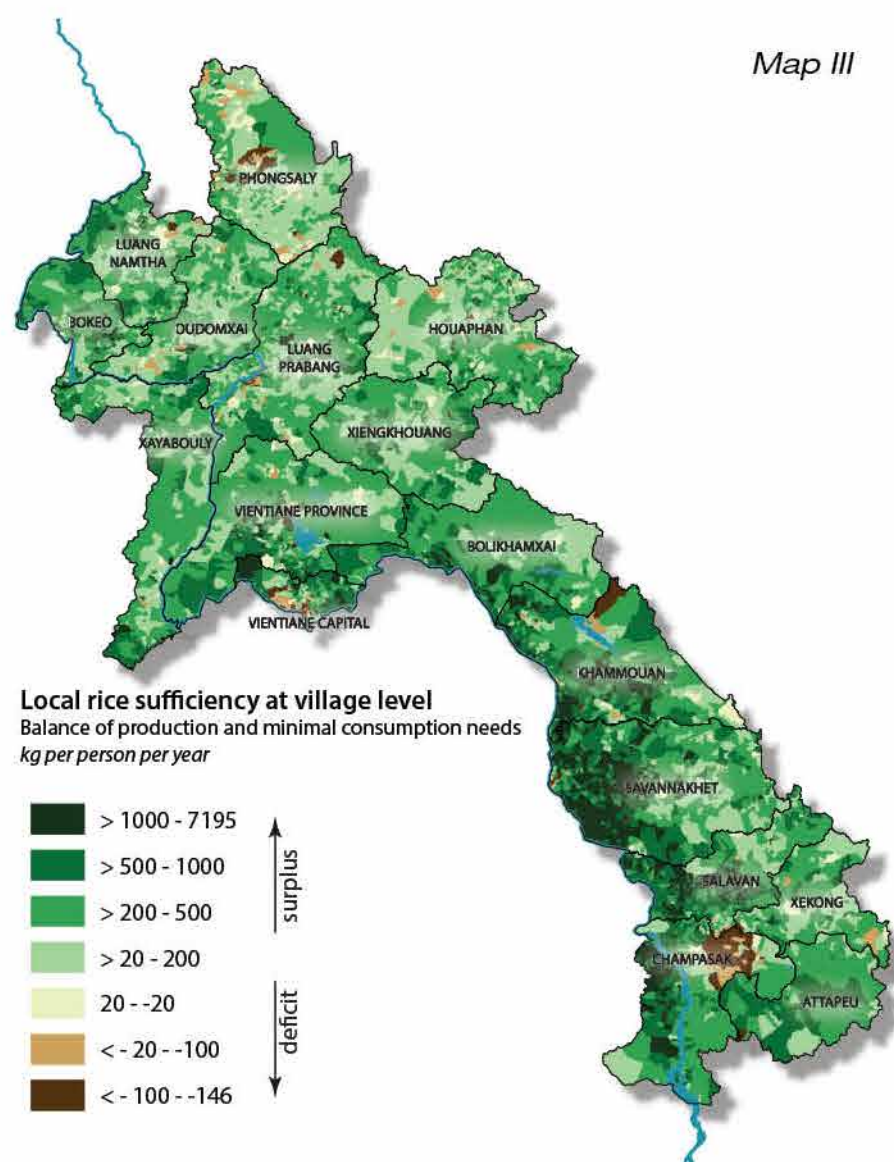 Map III
PHONGSALY
LUANG
NAMTHA
BOKEO
OUDOMXAI
LUANG
PRABANG
HOUAPHAN
XAYABOULY
XIENGKHOUANG
VIENTIANE PROVINCE
BOLIKHAMXAI
VIENTIANE CAPITAL
KHAMMOUAN
SAVANNAKHET
SALAVAN
XEKONG
CHAMPASAK
ATTAPEU
Local rice sufficiency at village level
Balance of production and minimal consumption needs
kg per person per year
> 1000 - 7195
> 500 - 1000
> 200 - 500
> 20 - 200
20 - -20
< - 20 - -100
< - 100 - -146
surplus
deficit